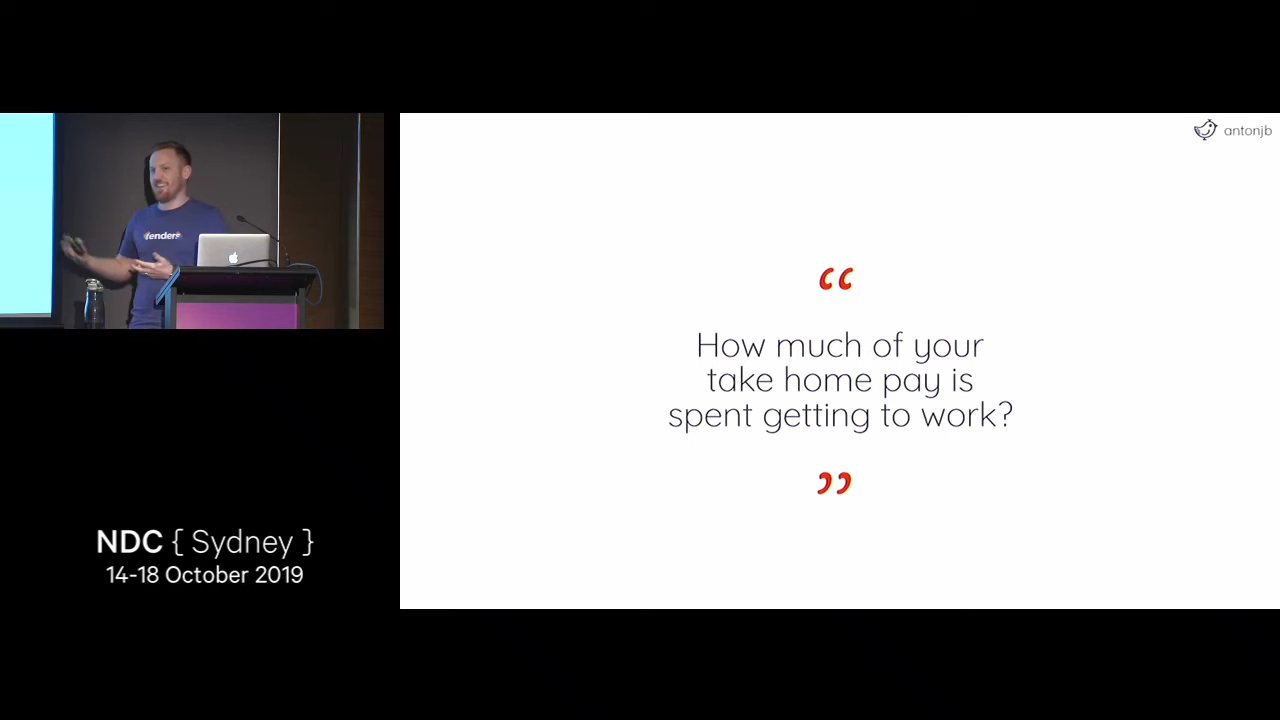 antonjb
“
How much of your
take home pay is
spent getting to work?
”
NDC { Sydney }
14-18 October 2019